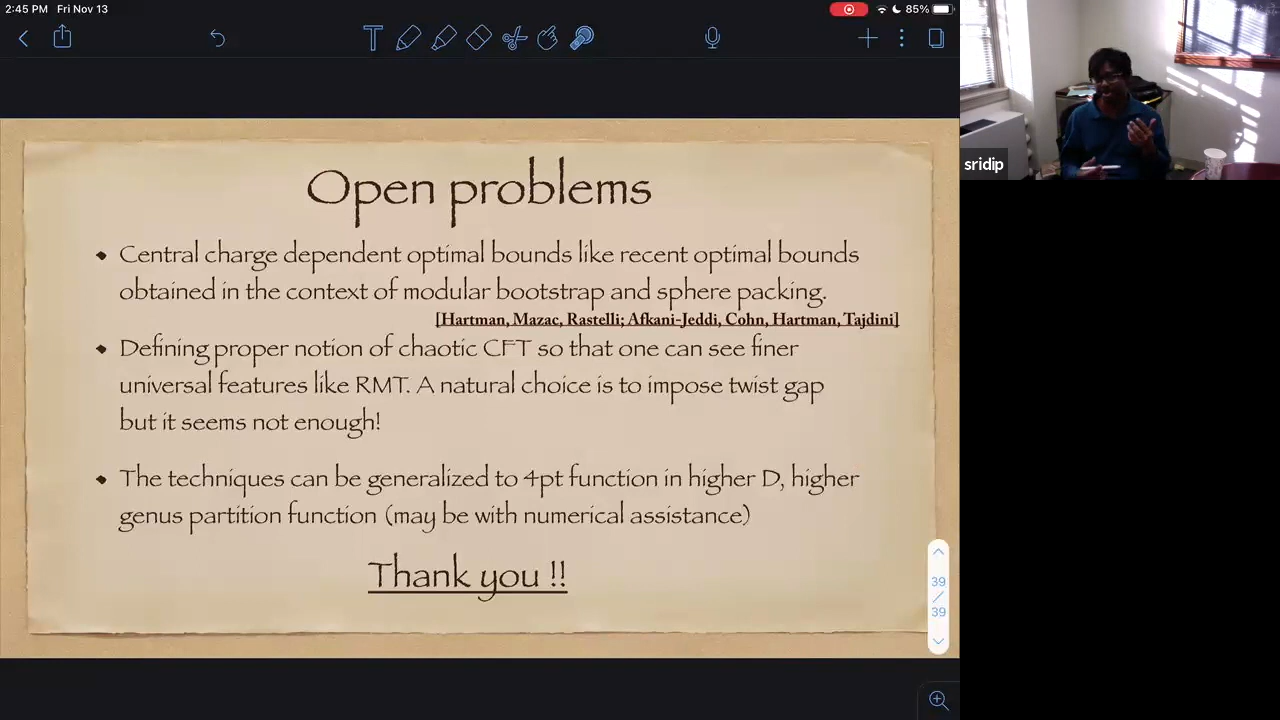 2:45 PM Fri Nov 13
85%
sridip
Open problems
Central charge dependent optimal bounds like recent optimal bounds
obtained in the context of modular bootstrap and sphere packing.
[Hartman, Mazac, Rastelli; Afkani-Jeddi, Cohn, Hartman, Tajdini]
Defining proper notion of chaotic CFT so that one can see finer
universal features like RMT. A natural choice is to impose twist gap
but it seems not enough!
The techniques can be generalized to 4pt function in higher D, higher
genus partition function (may be with numerical assistance)
Thank you !!
39
/
39